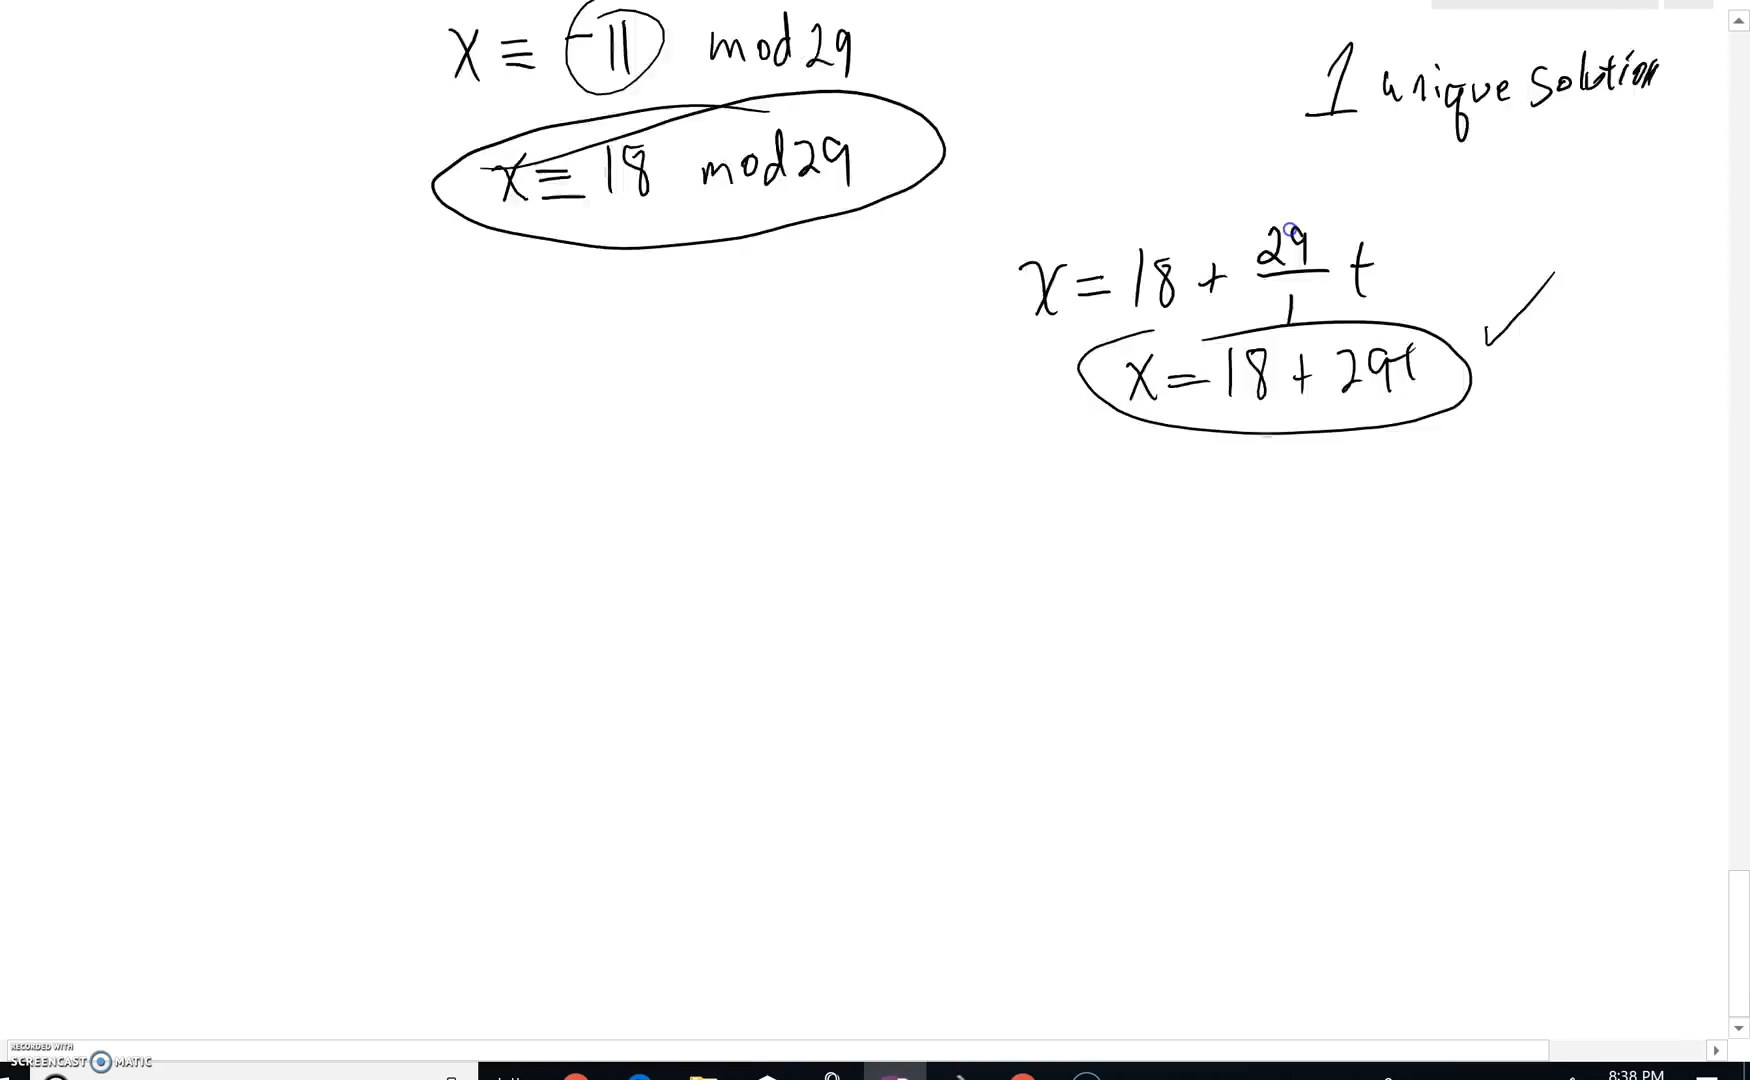 x ≡ -11 mod 29
1 unique solution
x ≡ 18 mod 29
x = 18 + 29/1 t
x = 18 + 29t
RECORDED WITH
SCREENCAST MATIC
8:38 PM